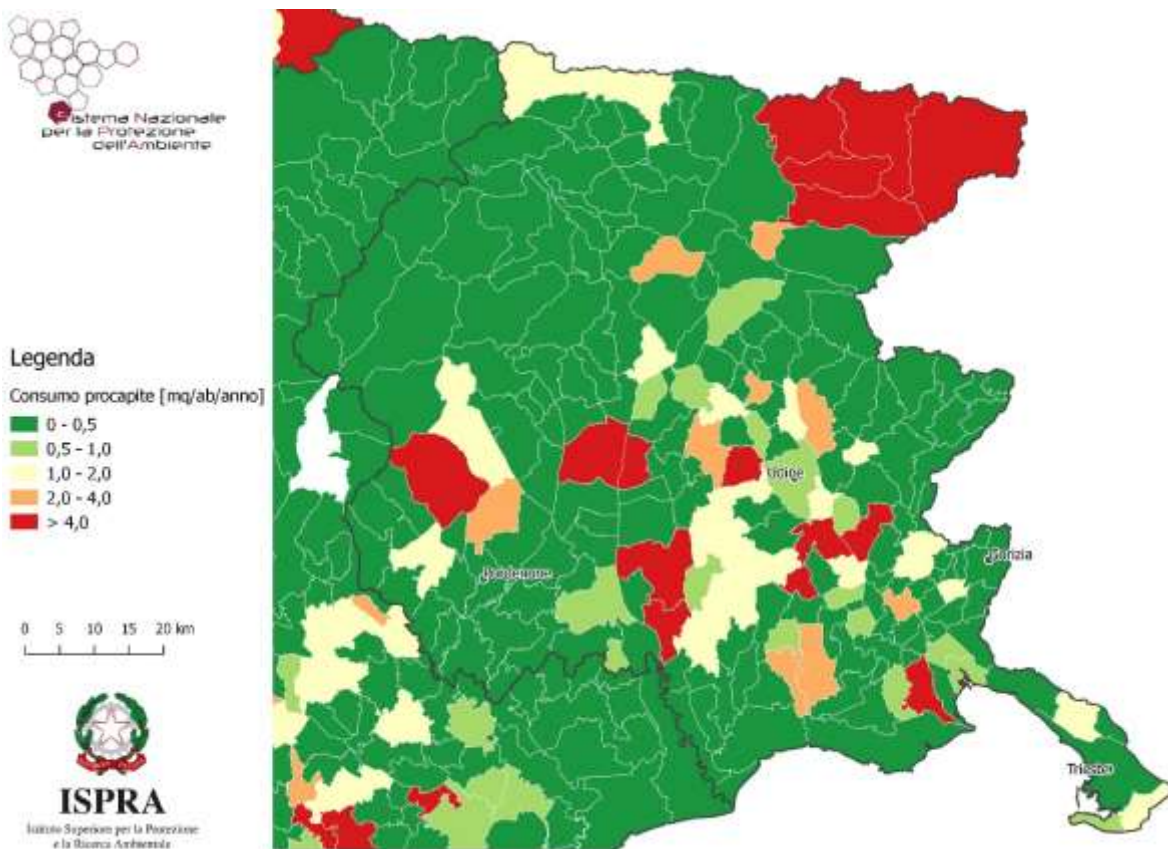 Sistema Nazionale
per la Protezione
dell'Ambiente
Legenda
Consumo procapite [mq/ab/anno]
0 - 0,5
0,5 - 1,0
1,0 - 2,0
2,0 - 4,0
> 4,0
Udine
Gorizia
Pordenone
0 5 10 15 20 km
Trieste
ISPRA
Istituto Superiore per la Protezione
e la Ricerca Ambientale